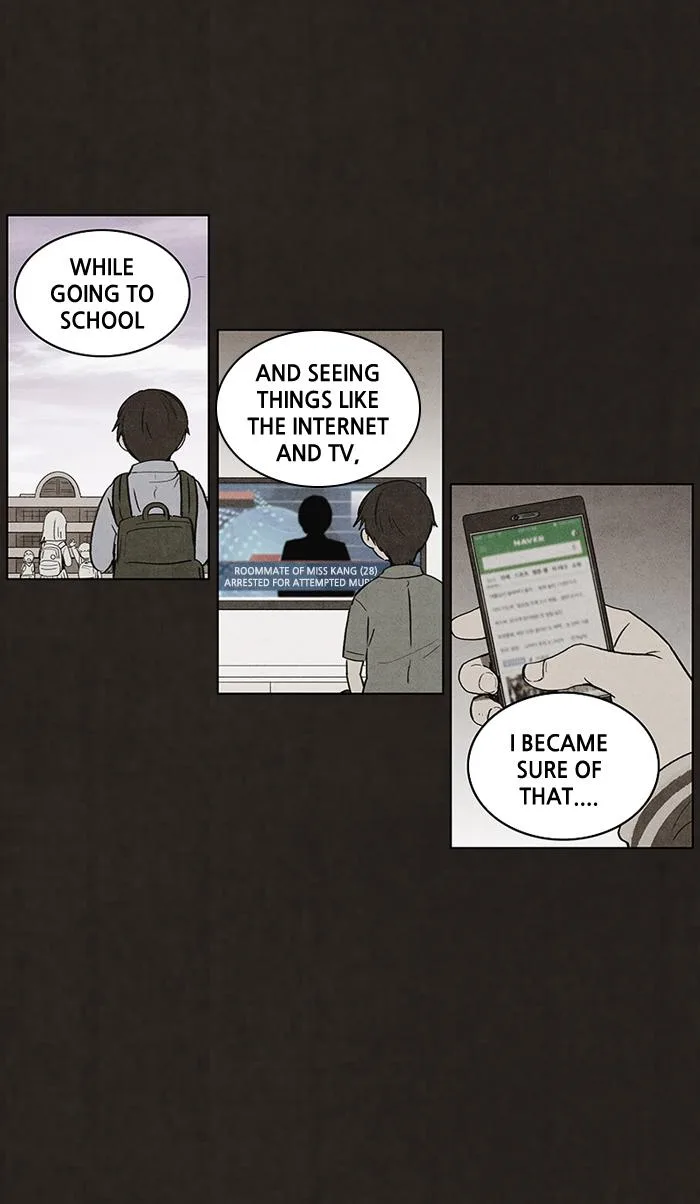 WHILE
GOING TO
SCHOOL
AND SEEING
THINGS LIKE
THE INTERNET
AND TV,
ROOMMATE OF MISS KANG (28)
ARRESTED FOR ATTEMPTED
NAVER
I BECAME
SURE OF
THAT....